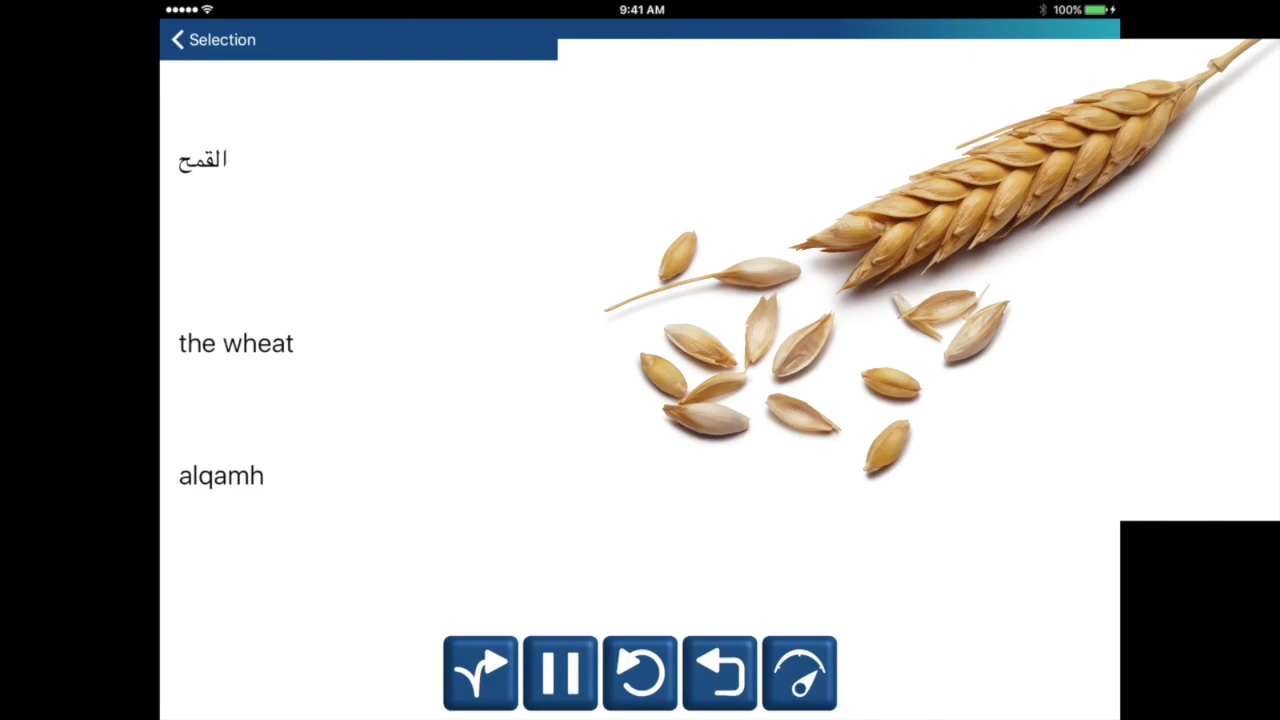 9:41 AM
100%
Selection
القمح
the wheat
alqamh